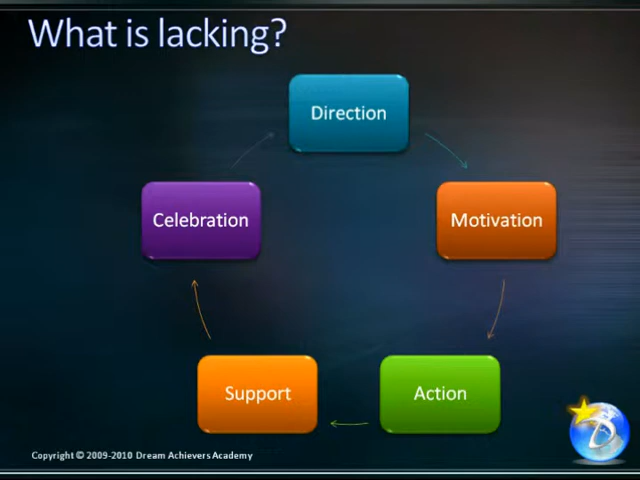 What is lacking?
Direction
Motivation
Action
Support
Celebration
Copyright © 2009-2010 Dream Achievers Academy